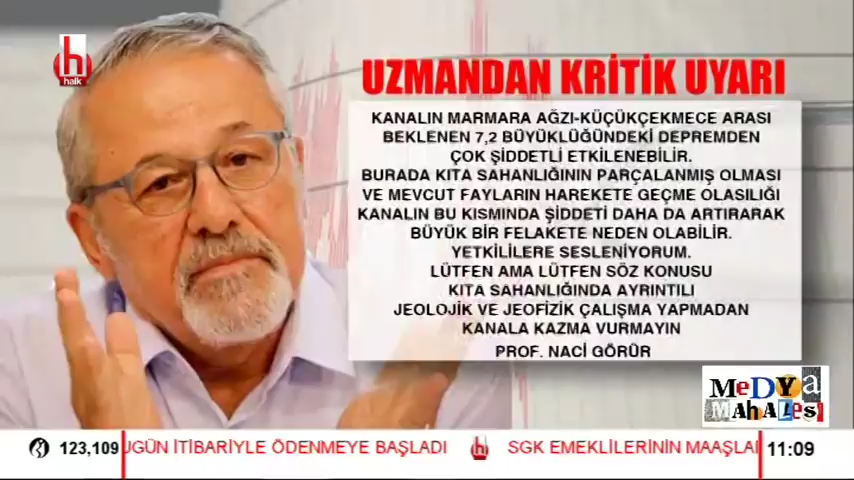 halk
UZMANDAN KRİTİK UYARI
KANALIN MARMARA AĞZI-KÜÇÜKÇEKMECE ARASI
BEKLENEN 7,2 BÜYÜKLÜĞÜNDEKİ DEPREMDEN
ÇOK ŞİDDETLİ ETKİLENEBİLİR.
BURADA KITA SAHANLIĞININ PARÇALANMIŞ OLMASI
VE MEVCUT FAYLARIN HAREKETE GEÇME OLASILIĞI
KANALIN BU KISMINDA ŞİDDETİ DAHA DA ARTIRARAK
BÜYÜK BİR FELAKETE NEDEN OLABİLİR.
YETKİLİLERE SESLENİYORUM.
LÜTFEN AMA LÜTFEN SÖZ KONUSU
KITA SAHANLIĞINDA AYRINTILI
JEOLOJİK VE JEOFİZİK ÇALIŞMA YAPMADAN
KANALA KAZMA VURMAYIN
PROF. NACİ GÖRÜR
MeDYa
MaHALLesi
123,109 UGÜN İTİBARİYLE ÖDENMEYE BAŞLADI h SGK EMEKLİLERİNİN MAAŞLAI 11:09